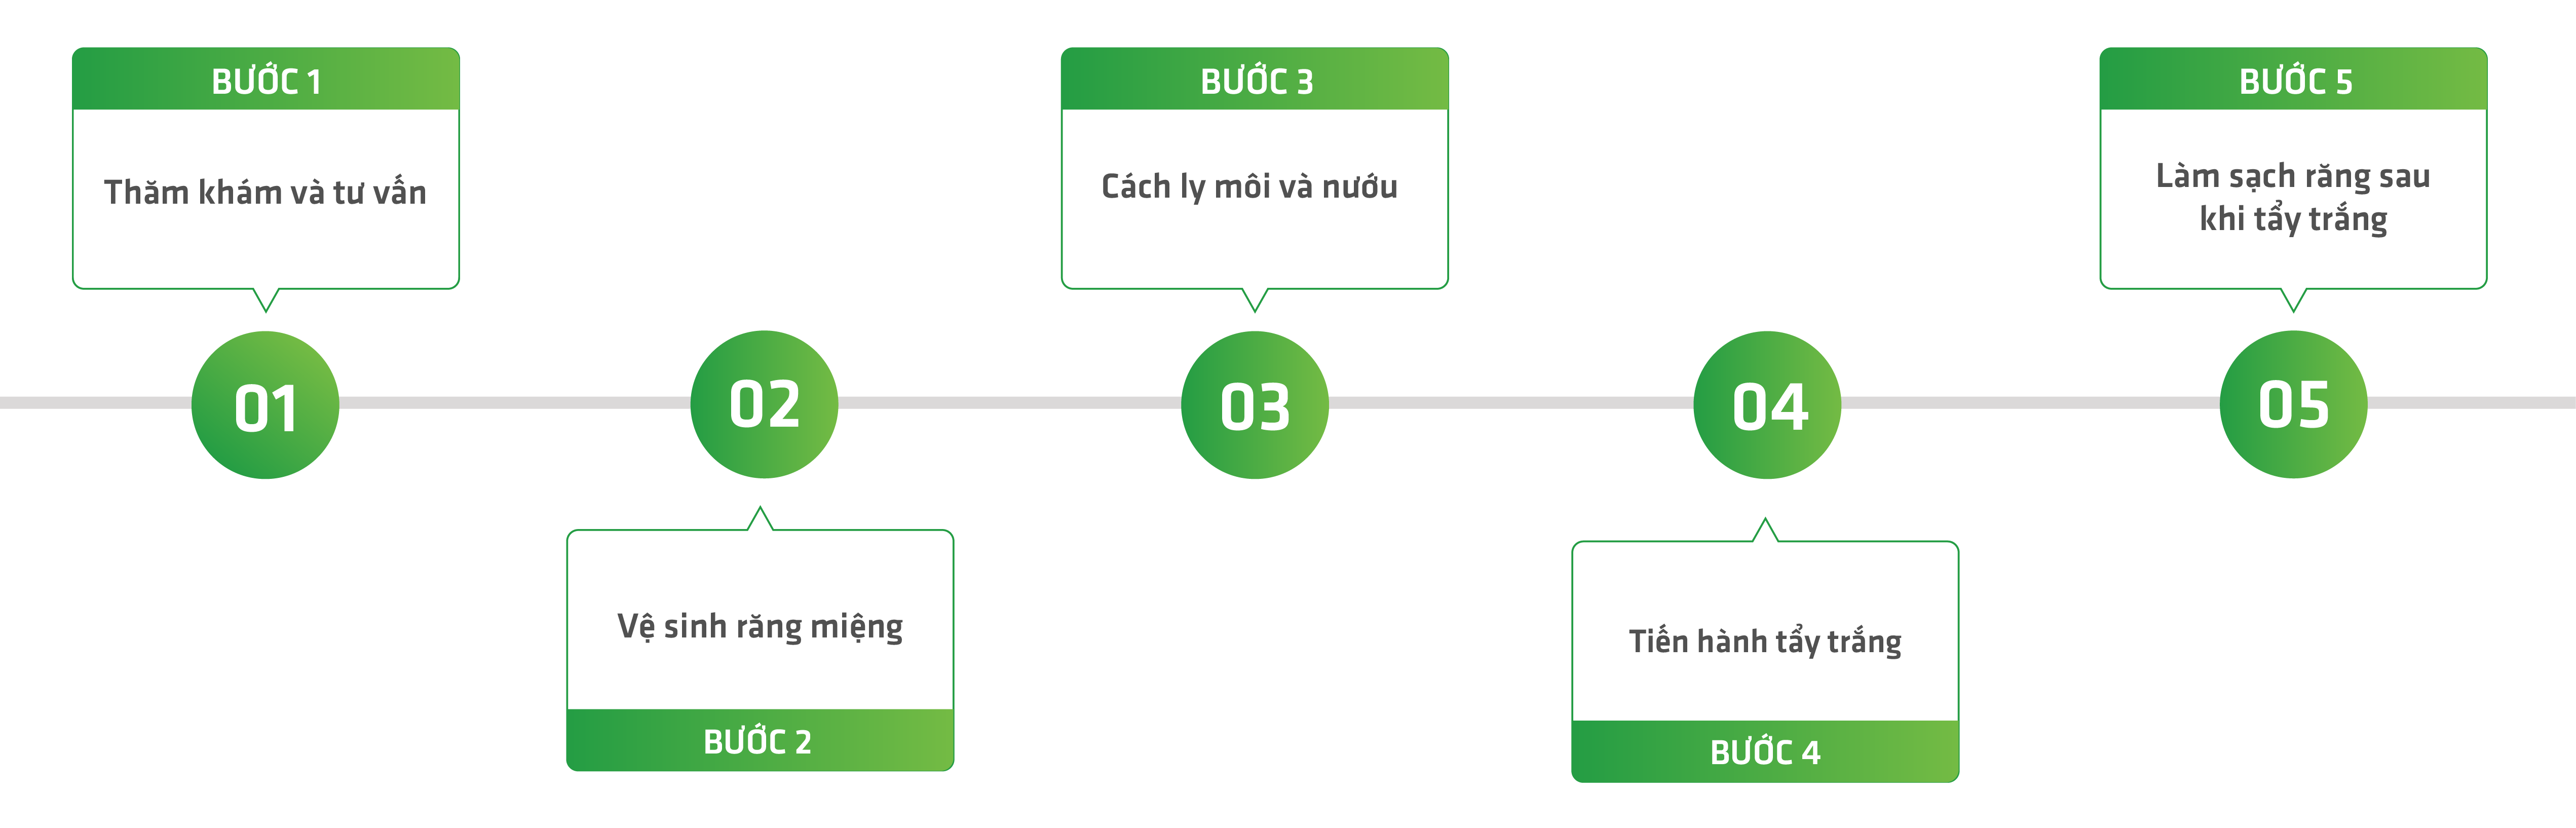 BƯỚC 1
Thăm khám và tư vấn
01
02
Vệ sinh răng miệng
BƯỚC 2
BƯỚC 3
Cách ly môi và nướu
03
04
Tiến hành tẩy trắng
BƯỚC 4
BƯỚC 5
Làm sạch răng sau
khi tẩy trắng
05